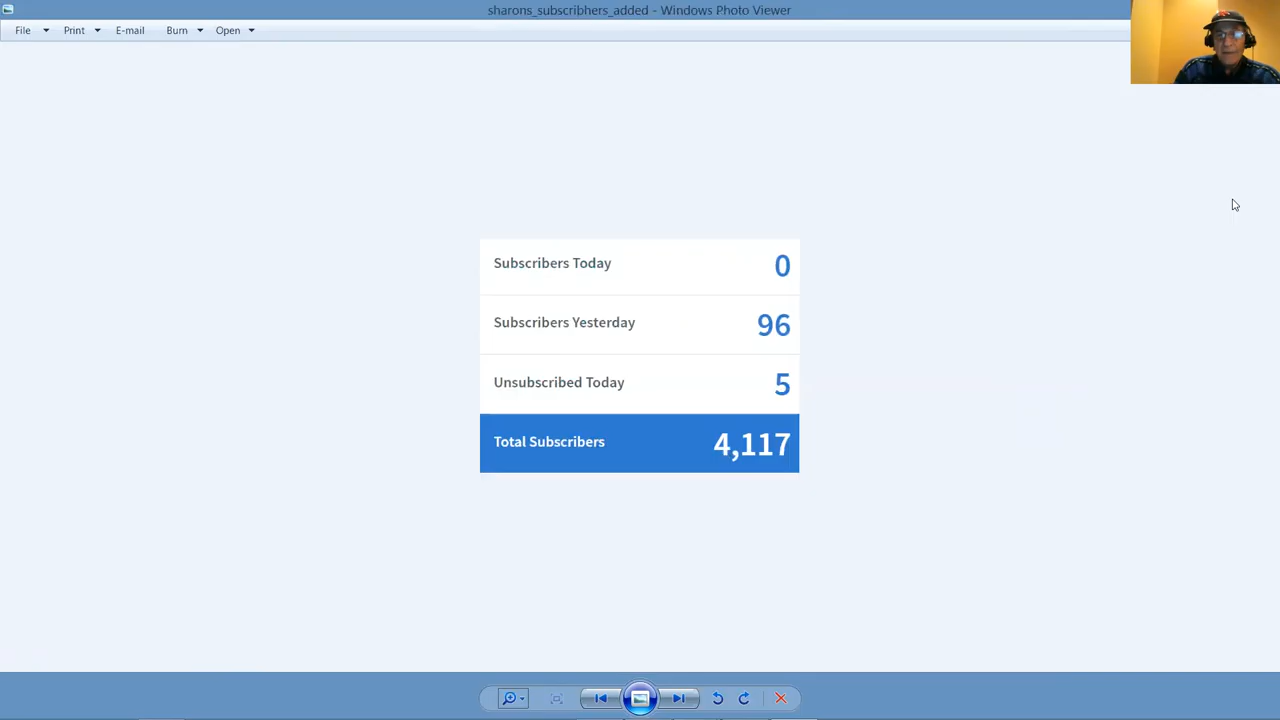 sharons_subscribhers_added - Windows Photo Viewer
File Print E-mail Burn Open
Subscribers Today 0
Subscribers Yesterday 96
Unsubscribed Today 5
Total Subscribers 4,117